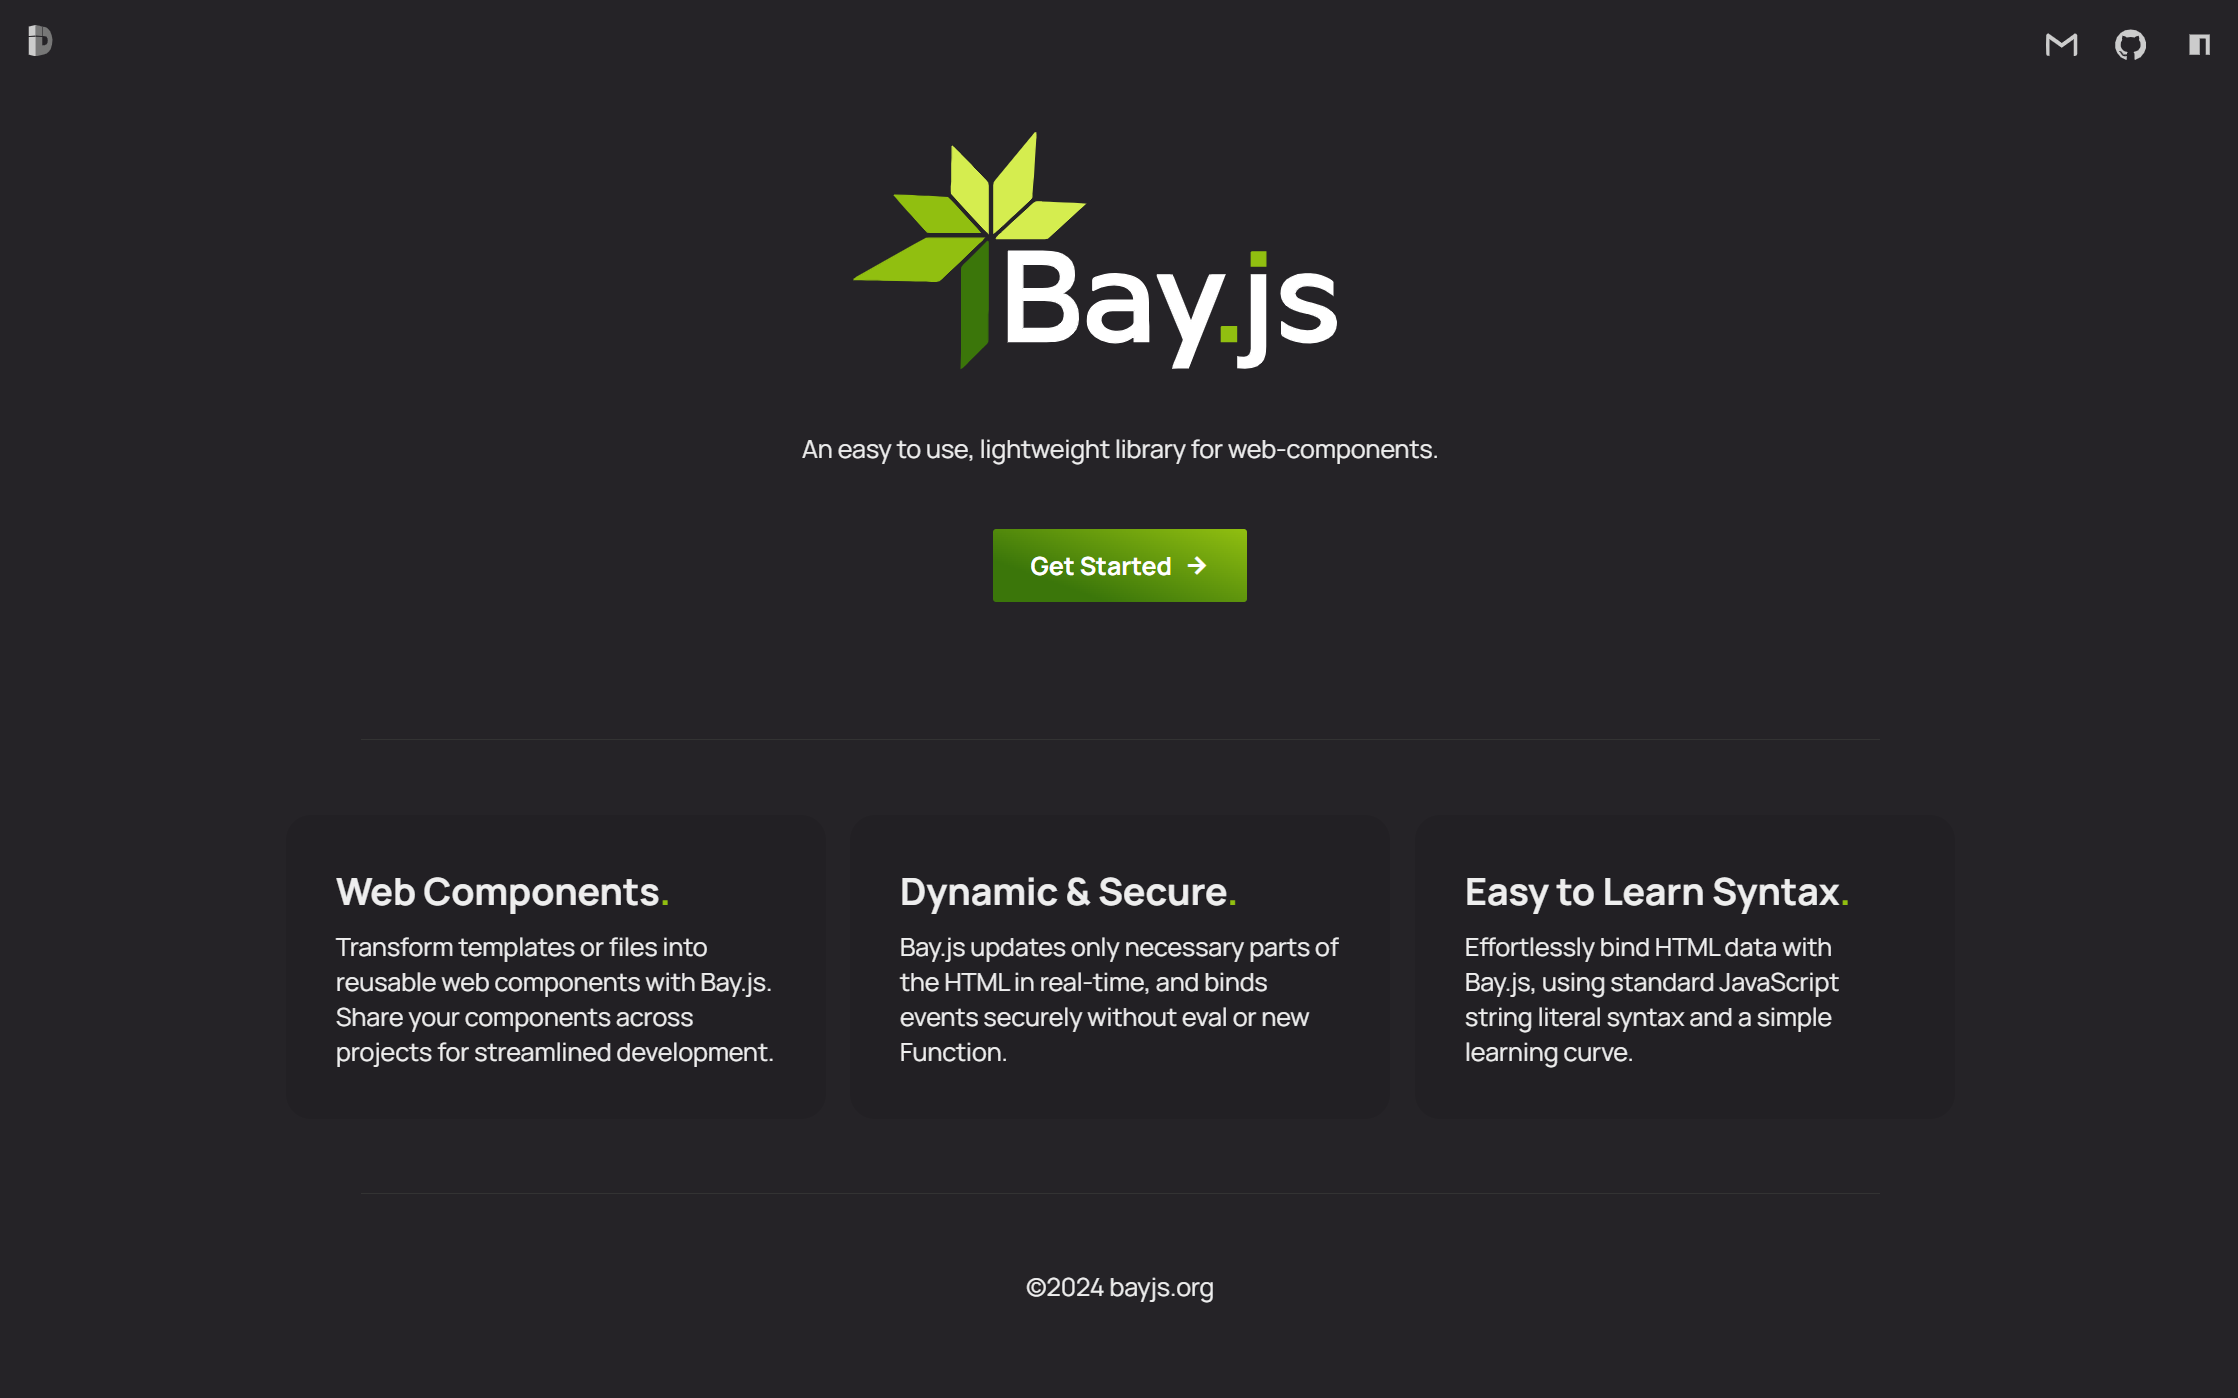 Bay.js
An easy to use, lightweight library for web-components.
Get Started →
Web Components.
Transform templates or files into
reusable web components with Bay.js.
Share your components across
projects for streamlined development.
Dynamic & Secure.
Bay.js updates only necessary parts of
the HTML in real-time, and binds
events securely without eval or new
Function.
Easy to Learn Syntax.
Effortlessly bind HTML data with
Bay.js, using standard JavaScript
string literal syntax and a simple
learning curve.
©2024 bayjs.org